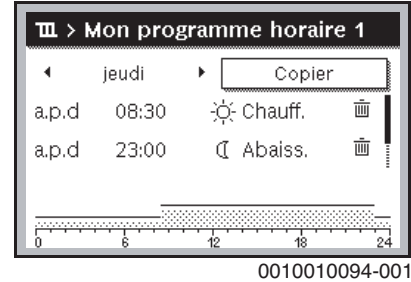 > Mon programme horaire 1
jeudi Copier
a.p.d 08:30 Chauff.
a.p.d 23:00 Abaiss.
0 6 12 18 24
0010010094-001